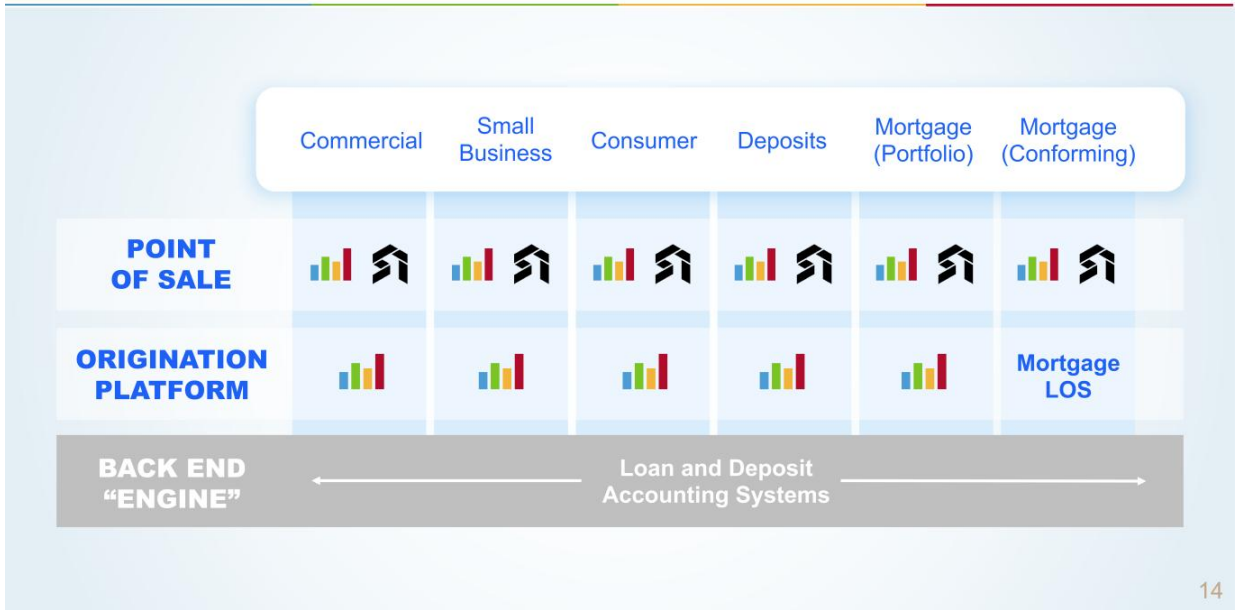 Commercial
Small
Business
Consumer
Deposits
Mortgage
(Portfolio)
Mortgage
(Conforming)
POINT
OF SALE
ORIGINATION
PLATFORM
Mortgage
LOS
BACK END
“ENGINE”
Loan and Deposit
Accounting Systems
14